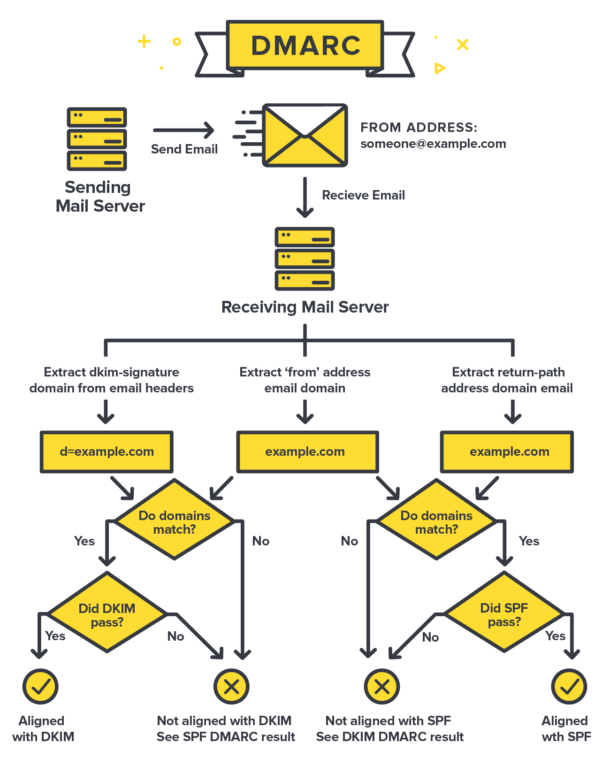 DMARC
FROM ADDRESS:
someone@example.com
Send Email
Sending
Mail Server
Recieve Email
Receiving Mail Server
Extract dkim-signature
domain from email headers
Extract ‘from’ address
email domain
Extract return-path
address domain email
d=example.com
example.com
example.com
Do domains
match?
Do domains
match?
Yes
No
No
Yes
Did DKIM
pass?
Did SPF
pass?
Yes
No
No
Yes
Aligned
with DKIM
Not aligned with DKIM
See SPF DMARC result
Not aligned with SPF
See DKIM DMARC result
Aligned
wth SPF